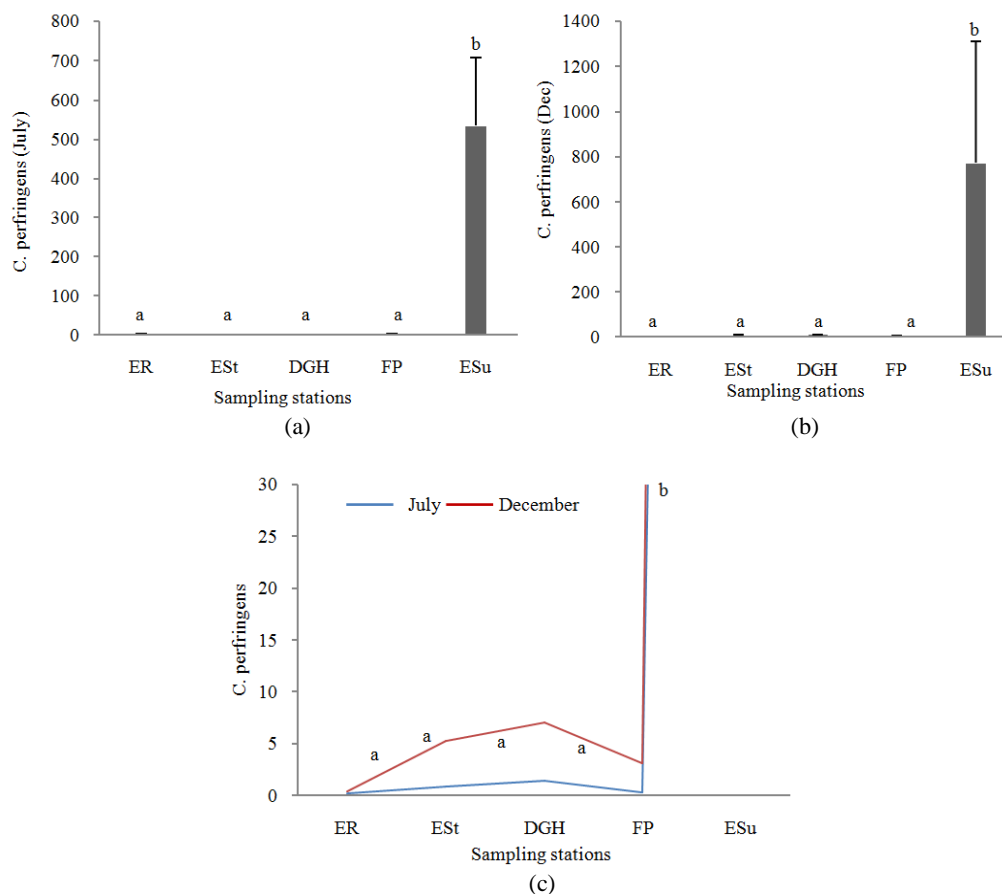 C. perfringens (July)
800
700
600
500
400
300
200
100
0
a a a a b
ER ESt DGH FP ESu
Sampling stations
(a)
C. perfringens (Dec)
1400
1200
1000
800
600
400
200
0
a a a a b
ER ESt DGH FP ESu
Sampling stations
(b)
C. perfringens
30
25
20
15
10
5
0
July December
a a a a b
ER ESt DGH FP ESu
Sampling stations
(c)